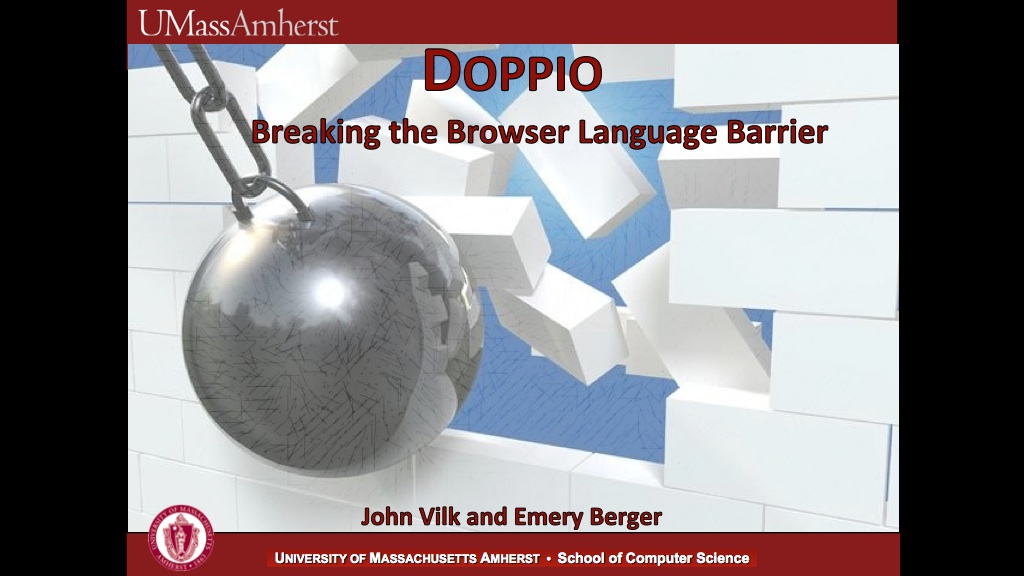 UMassAmherst
DOPPIO
Breaking the Browser Language Barrier
John Vilk and Emery Berger
UNIVERSITY OF MASSACHUSETTS AMHERST • School of Computer Science